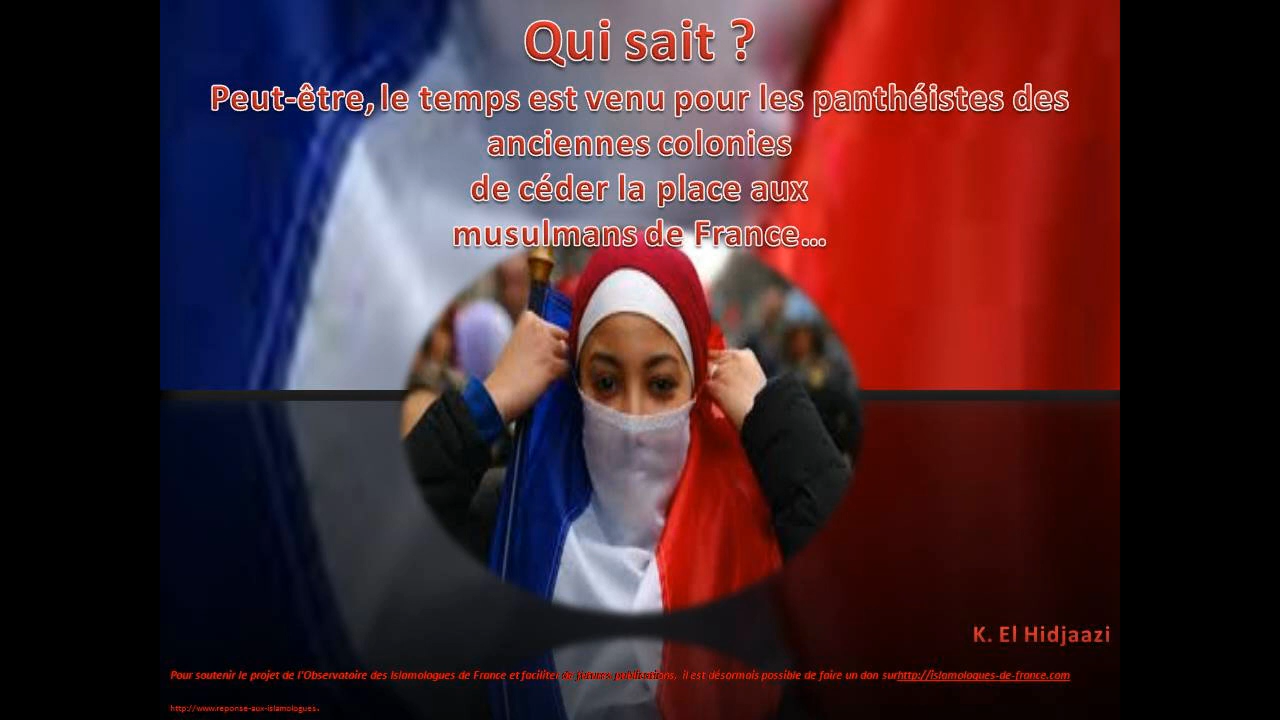 Qui sait ?
Peut-être, le temps est venu pour les panthéistes des
anciennes colonies
de céder la place aux
musulmans de France...
K. El Hidjaazi
Pour soutenir le projet de l'Observatoire des Islamologues de France et faciliter de futures publications, il est désormais possible de faire un don surhttp://islamologues-de-france.com
http://www.reponse-aux-islamologues.